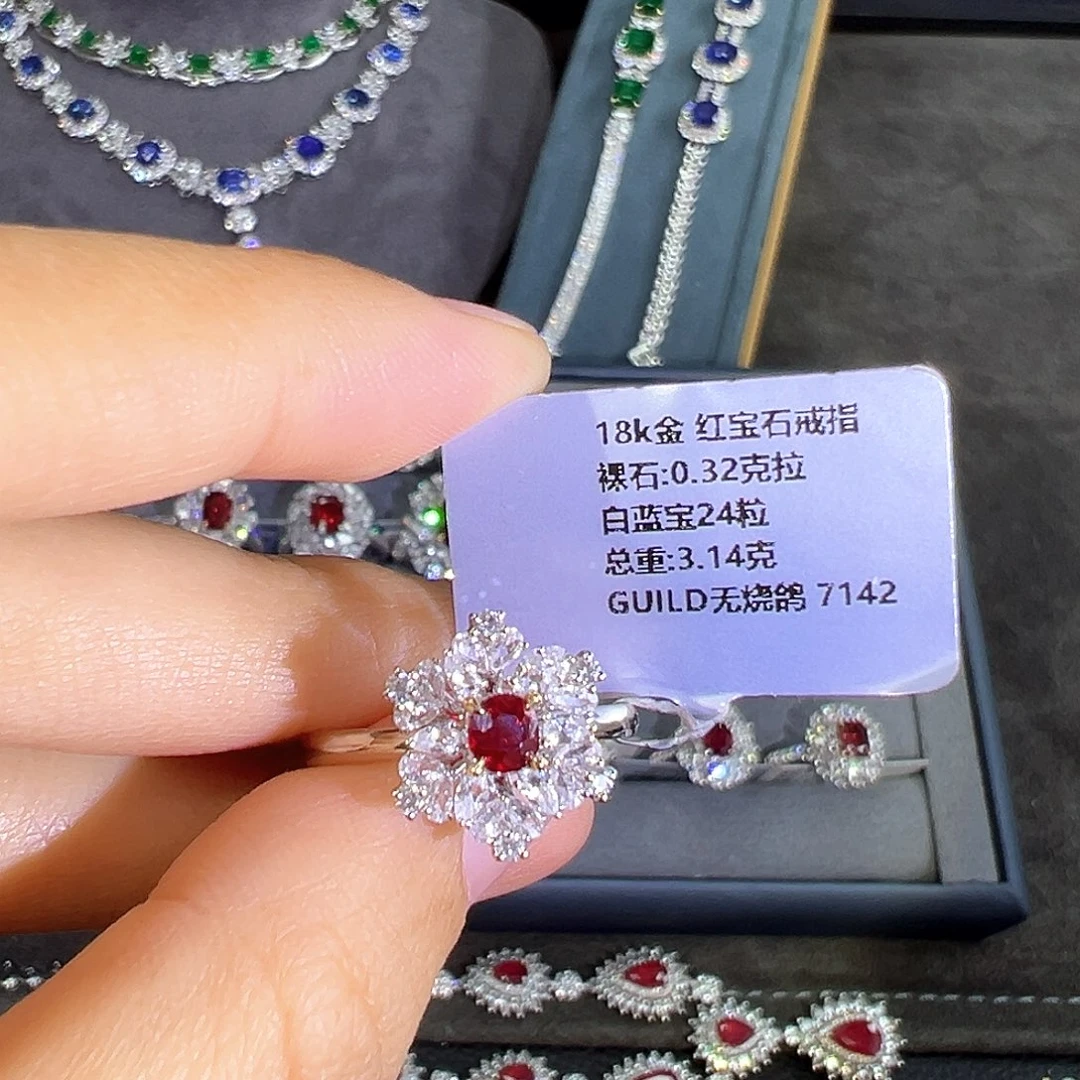 18k金 红宝石戒指
裸石:0.32克拉
白蓝宝24粒
总重:3.14克
GUILD无烧鸽 7142